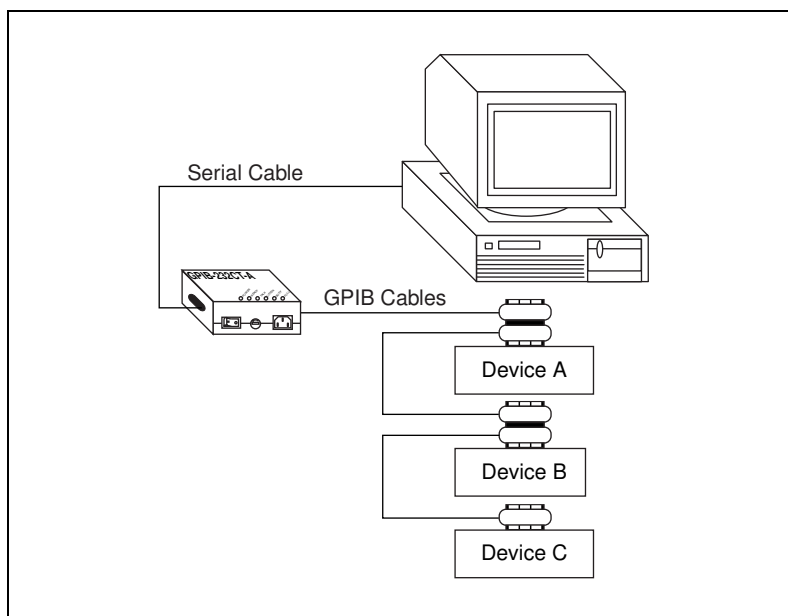 Serial Cable
GPIB-232CT-A
GPIB Cables
Device A
Device B
Device C